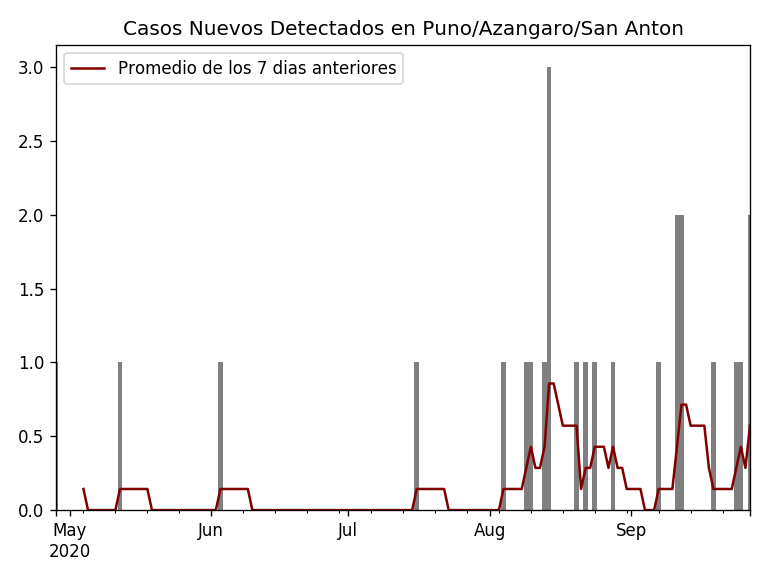 Casos Nuevos Detectados en Puno/Azangaro/San Anton
Promedio de los 7 dias anteriores
3.0
2.5
2.0
1.5
1.0
0.5
0.0
May Jun Jul Aug Sep
2020